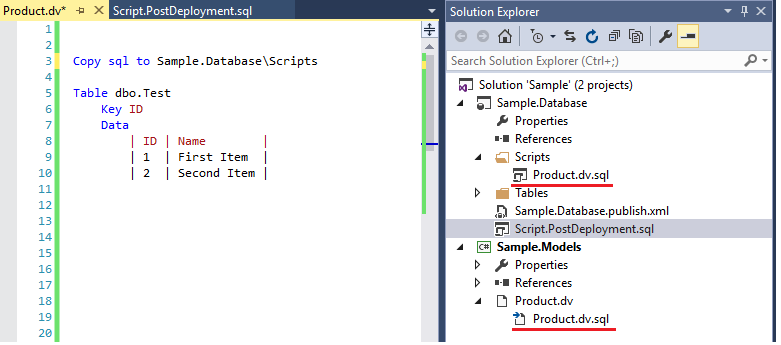 Product.dv*
Script.PostDeployment.sql
1
2
3 Copy sql to Sample.Database\Scripts
4
5 Table dbo.Test
6 Key ID
7 Data
8 | ID | Name |
9 | 1 | First Item |
10 | 2 | Second Item |
11
12
13
14
15
16
17
18
19
20
Solution Explorer
Search Solution Explorer (Ctrl+;)
Solution 'Sample' (2 projects)
Sample.Database
Properties
References
Scripts
Product.dv.sql
Tables
Sample.Database.publish.xml
Script.PostDeployment.sql
C# Sample.Models
Properties
References
Product.dv
Product.dv.sql